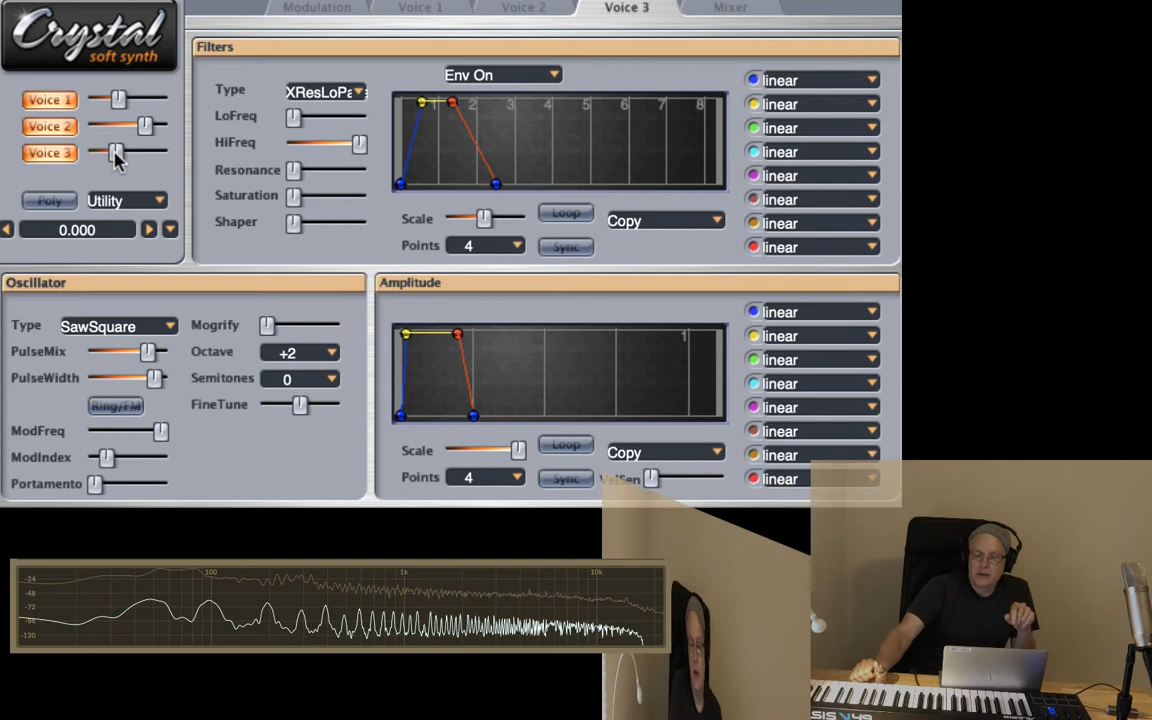 Modulation Voice 1 Voice 2 Voice 3 Mixer
Crystal
soft synth
Voice 1
Voice 2
Voice 3
Poly Utility
0.000
Filters
Env On
Type XResLoPa
LoFreq
HiFreq
Resonance
Saturation
Shaper
1 2 3 4 5 6 7 8
Scale Loop Copy
Points 4 Sync
linear
linear
linear
linear
linear
linear
linear
linear
Oscillator
Type SawSquare Mogrify
PulseMix Octave +2
PulseWidth Semitones 0
Ring/FM FineTune
ModFreq
ModIndex
Portamento
Amplitude
1
Scale Loop Copy
Points 4 Sync VelSen
linear
linear
linear
linear
linear
linear
linear
linear
100 1k 10k
-24
-48
-72
-96
-120
SIS V49